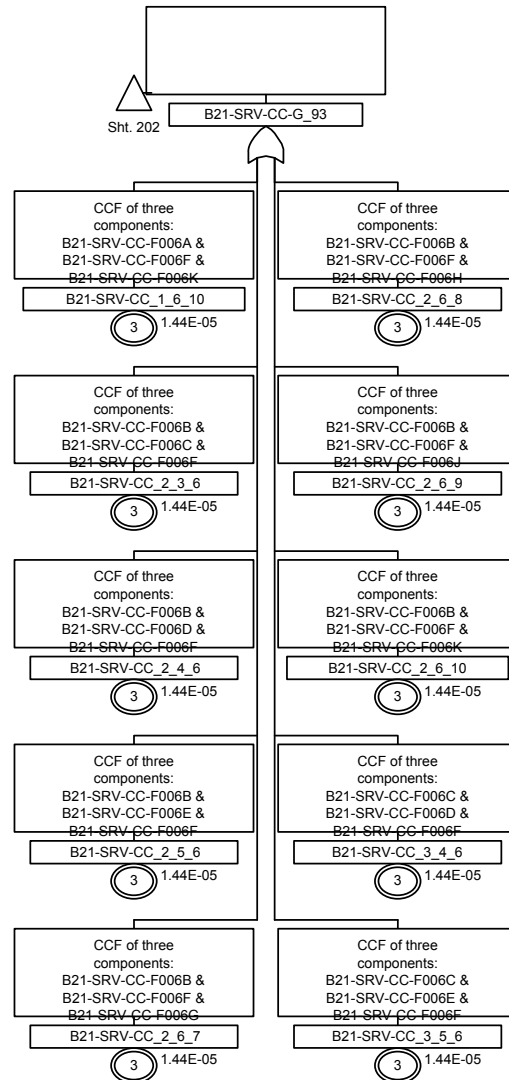 Sht. 202
B21-SRV-CC-G_93
CCF of three
components:
B21-SRV-CC-F006A &
B21-SRV-CC-F006F &
B21-SRV-CC-F006K
B21-SRV-CC_1_6_10
3
1.44E-05
CCF of three
components:
B21-SRV-CC-F006B &
B21-SRV-CC-F006F &
B21-SRV-CC-F006H
B21-SRV-CC_2_6_8
3
1.44E-05
CCF of three
components:
B21-SRV-CC-F006B &
B21-SRV-CC-F006C &
B21-SRV-CC-F006F
B21-SRV-CC_2_3_6
3
1.44E-05
CCF of three
components:
B21-SRV-CC-F006B &
B21-SRV-CC-F006F &
B21-SRV-CC-F006J
B21-SRV-CC_2_6_9
3
1.44E-05
CCF of three
components:
B21-SRV-CC-F006B &
B21-SRV-CC-F006D &
B21-SRV-CC-F006F
B21-SRV-CC_2_4_6
3
1.44E-05
CCF of three
components:
B21-SRV-CC-F006B &
B21-SRV-CC-F006F &
B21-SRV-CC-F006K
B21-SRV-CC_2_6_10
3
1.44E-05
CCF of three
components:
B21-SRV-CC-F006B &
B21-SRV-CC-F006E &
B21-SRV-CC-F006F
B21-SRV-CC_2_5_6
3
1.44E-05
CCF of three
components:
B21-SRV-CC-F006C &
B21-SRV-CC-F006D &
B21-SRV-CC-F006F
B21-SRV-CC_3_4_6
3
1.44E-05
CCF of three
components:
B21-SRV-CC-F006B &
B21-SRV-CC-F006F &
B21-SRV-CC-F006G
B21-SRV-CC_2_6_7
3
1.44E-05
CCF of three
components:
B21-SRV-CC-F006C &
B21-SRV-CC-F006E &
B21-SRV-CC-F006F
B21-SRV-CC_3_5_6
3
1.44E-05